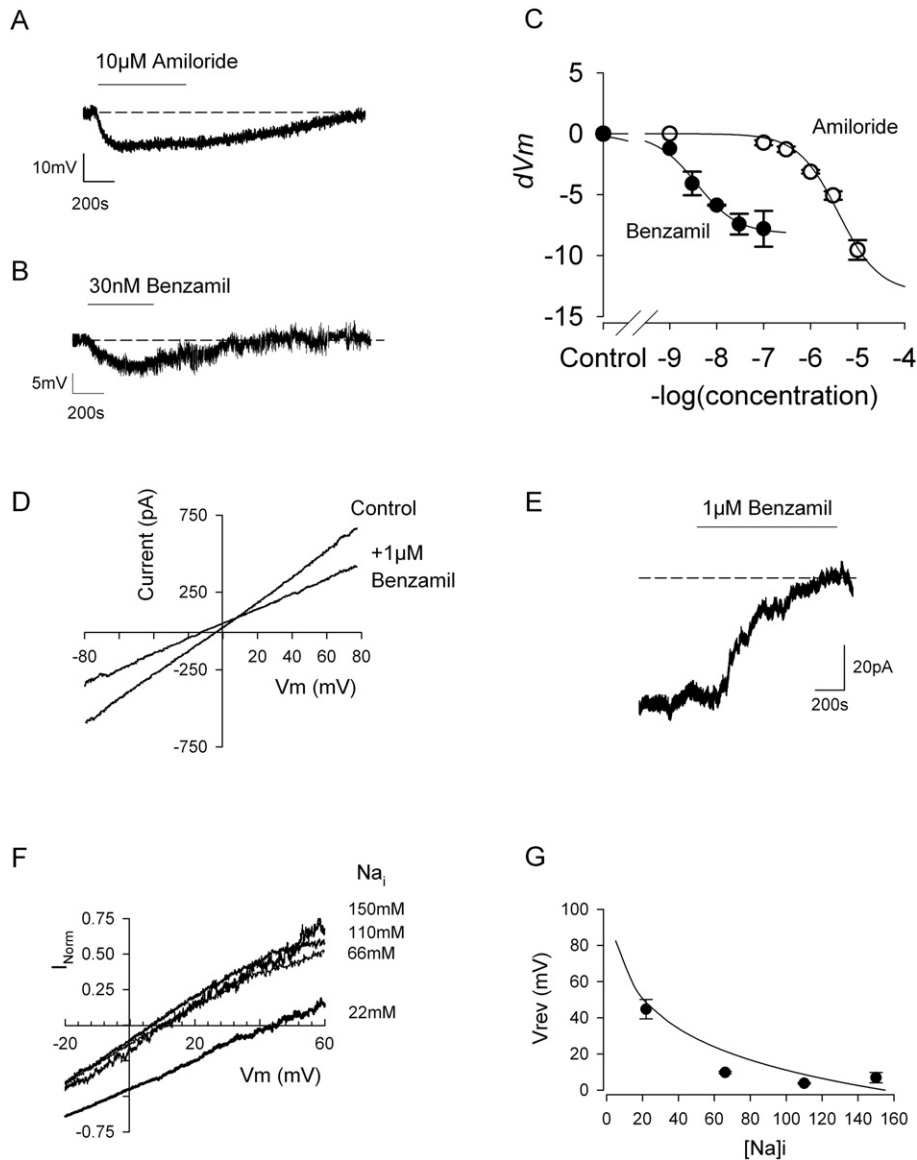 A
10µM Amiloride
10mV
200s
B
30nM Benzamil
5mV
200s
C
5
0
-5
-10
-15
dVm
Amiloride
Benzamil
Control -9 -8 -7 -6 -5 -4
-log(concentration)
D
Current (pA)
750
250
-250
-750
-80 20 40 60 80
Vm (mV)
Control
+1µM
Benzamil
E
1µM Benzamil
20pA
200s
F
I Norm
0.75
0.50
0.25
-0.75
-20 20 60
Vm (mV)
Na i
150mM
110mM
66mM
22mM
G
Vrev (mV)
100
80
60
40
20
0
0 20 40 60 80 100 120 140 160
[Na]i